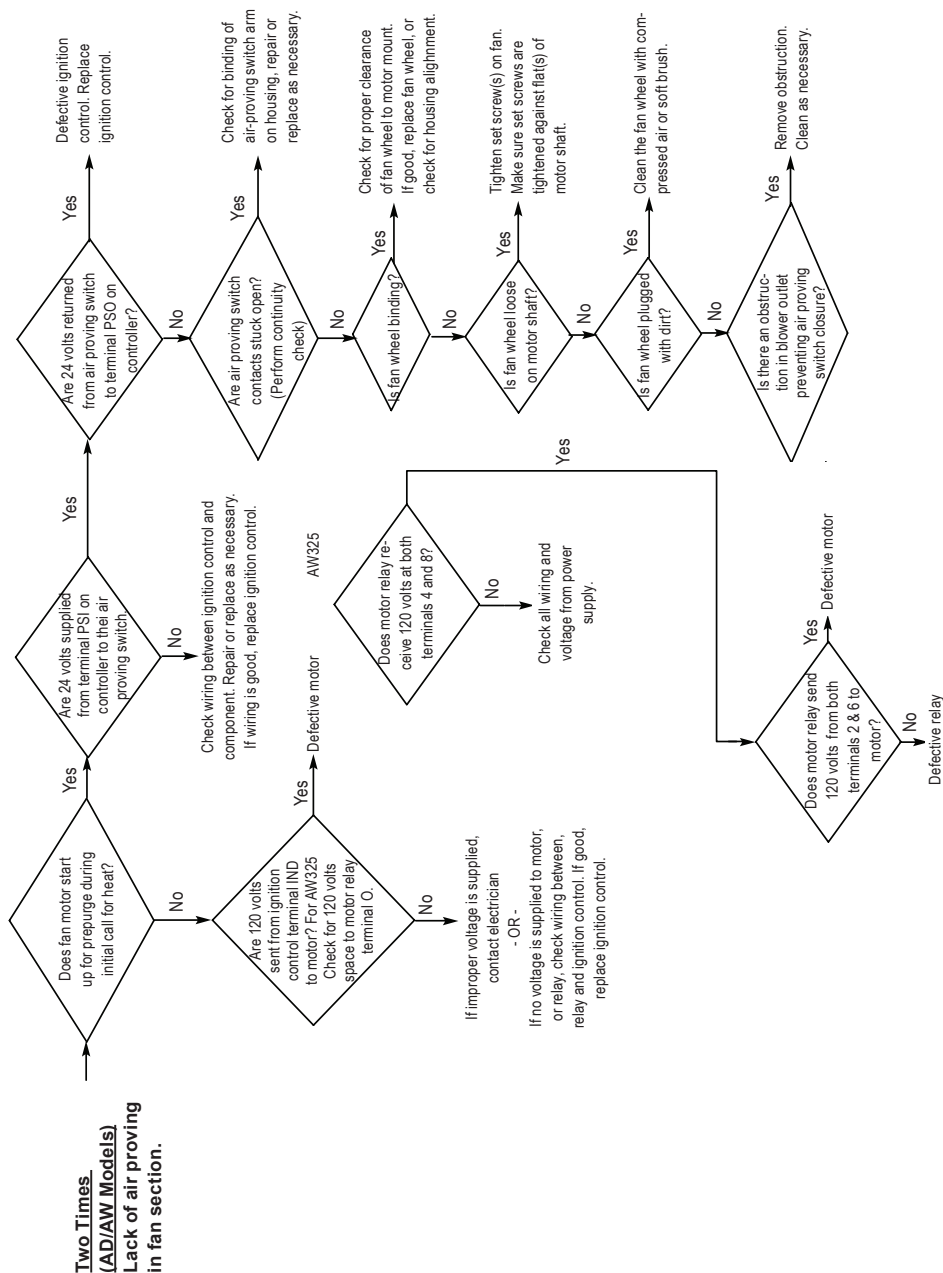 Two Times
(AD/AW Models)
Lack of air proving
in fan section.
Does fan motor start
up for prepurge during
initial call for heat?
Yes
No
Are 24 volts supplied
from terminal PSI on
controller to their air
proving switch
Yes
No
Check wiring between ignition control and
component. Repair or replace as necessary.
If wiring is good, replace ignition control.
Are 24 volts returned
from air proving switch
to terminal PSO on
controller?
Yes
Defective ignition
control. Replace
ignition control.
No
Are air proving switch
contacts stuck open?
(Perform continuity
check)
Yes
Check for binding of
air-proving switch arm
on housing, repair or
replace as necessary.
No
Is fan wheel binding?
Yes
Check for proper clearance
of fan wheel to motor mount.
If good, replace fan wheel, or
check for housing alighnment.
No
Is fan wheel loose
on motor shaft?
Yes
Tighten set screw(s) on fan.
Make sure set screws are
tightened against flat(s) of
motor shaft.
No
Is fan wheel plugged
with dirt?
Yes
Clean the fan wheel with com-
pressed air or soft brush.
No
Is there an obstruc-
tion in blower outlet
preventing air proving
switch closure?
Yes
Remove obstruction.
Clean as necessary.
Are 120 volts
sent from ignition
control terminal IND
to motor? For AW325
Check for 120 volts
space to motor relay
terminal O.
Yes
Defective motor
No
If improper voltage is supplied,
contact electrician
- OR -
If no voltage is supplied to motor,
or relay, check wiring between,
relay and ignition control. If good,
replace ignition control.
AW325
Does motor relay re-
ceive 120 volts at both
terminals 4 and 8?
Yes
No
Check all wiring and
voltage from power
supply.
Does motor relay send
120 volts from both
terminals 2 & 6 to
motor?
Yes
Defective motor
No
Defective relay